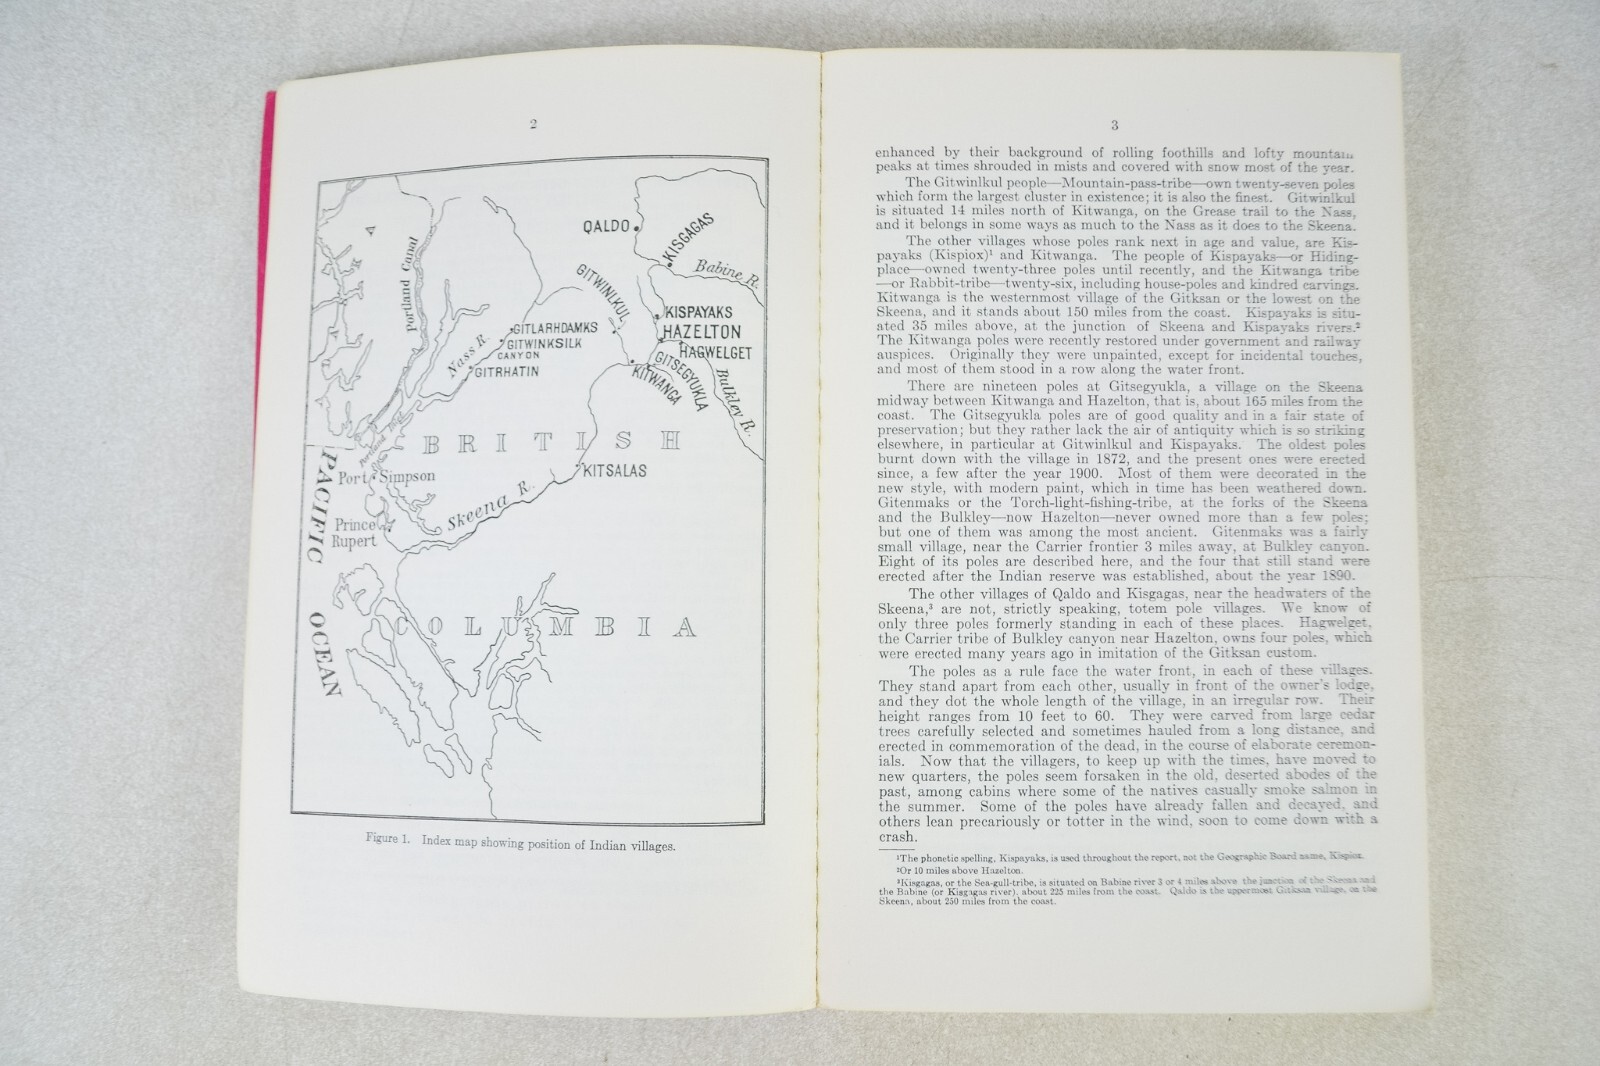 2
QALDO
KISGAGAS
Babine R.
GITWINLKUL
KISPAYAKS
HAZELTON
HAGWELGET
GITSEGYUKLA
KITWANGA
Bulkley R.
Portland Canal
Nass R.
GITLARHDAMKS
GITWINKSILK
CANYON
GITRHATIN
BRITISH
KITSALAS
Port Simpson
Skeena R.
Prince
Rupert
PACIFIC
OCEAN
COLUMBIA
Figure 1. Index map showing position of Indian villages.
3
enhanced by their background of rolling foothills and lofty mountain
peaks at times shrouded in mists and covered with snow most of the year.
The Gitwinlkul people—Mountain-pass-tribe—own twenty-seven poles
which form the largest cluster in existence; it is also the finest. Gitwinlkul
is situated 14 miles north of Kitwanga, on the Grease trail to the Nass,
and it belongs in some ways as much to the Nass as it does to the Skeena.
The other villages whose poles rank next in age and value, are Kis-
payaks (Kispiox)¹ and Kitwanga. The people of Kispayaks—or Hiding-
place—owned twenty-three poles until recently, and the Kitwanga tribe
—or Rabbit-tribe—twenty-six, including house-poles and kindred carvings.
Kitwanga is the westernmost village of the Gitksan or the lowest on the
Skeena, and it stands about 150 miles from the coast. Kispayaks is situ-
ated 35 miles above, at the junction of Skeena and Kispayaks rivers.²
The Kitwanga poles were recently restored under government and railway
auspices. Originally they were unpainted, except for incidental touches,
and most of them stood in a row along the water front.
There are nineteen poles at Gitsegyukla, a village on the Skeena
midway between Kitwanga and Hazelton, that is, about 165 miles from the
coast. The Gitsegyukla poles are of good quality and in a fair state of
preservation; but they rather lack the air of antiquity which is so striking
elsewhere, in particular at Gitwinlkul and Kispayaks. The oldest poles
burnt down with the village in 1872, and the present ones were erected
since, a few after the year 1900. Most of them were decorated in the
new style, with modern paint, which in time has been weathered down.
Gitenmaks or the Torch-light-fishing-tribe, at the forks of the Skeena
and the Bulkley—now Hazelton—never owned more than a few poles;
but one of them was among the most ancient. Gitenmaks was a fairly
small village, near the Carrier frontier 3 miles away, at Bulkley canyon.
Eight of its poles are described here, and the four that still stand were
erected after the Indian reserve was established, about the year 1890.
The other villages of Qaldo and Kisgagas, near the headwaters of the
Skeena,³ are not, strictly speaking, totem pole villages. We know of
only three poles formerly standing in each of these places. Hagwelget,
the Carrier tribe of Bulkley canyon near Hazelton, owns four poles, which
were erected many years ago in imitation of the Gitksan custom.
The poles as a rule face the water front, in each of these villages.
They stand apart from each other, usually in front of the owner's lodge,
and they dot the whole length of the village, in an irregular row. Their
height ranges from 10 feet to 60. They were carved from large cedar
trees carefully selected and sometimes hauled from a long distance, and
erected in commemoration of the dead, in the course of elaborate ceremon-
ials. Now that the villagers, to keep up with the times, have moved to
new quarters, the poles seem forsaken in the old, deserted abodes of the
past, among cabins where some of the natives casually smoke salmon in
the summer. Some of the poles have already fallen and decayed, and
others lean precariously or totter in the wind, soon to come down with a
crash.
¹The phonetic spelling, Kispayaks, is used throughout the report, not the Geographic Board name, Kispiox.
²Or 10 miles above Hazelton.
³Kisgagas, or the Sea-gull-tribe, is situated on Babine river 3 or 4 miles above the junction of the Skeena and
the Babine (or Kisgagas river), about 225 miles from the coast. Qaldo is the uppermost Gitksan village, on the
Skeena, about 250 miles from the coast.